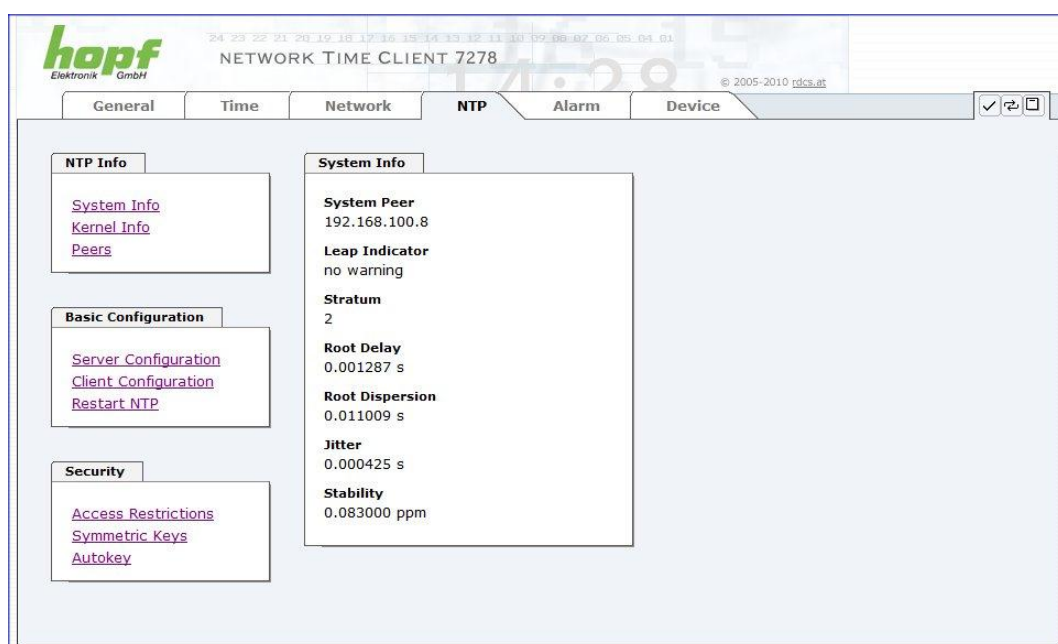 hopf
Elektronik GmbH
24 23 22 21 20 19 18 17 16 15 14 13 12 11 10 09 08 07 06 05 04 01
NETWORK TIME CLIENT 7278
14:28
© 2005-2010 rdcs.at
General Time Network NTP Alarm Device
NTP Info
System Info
Kernel Info
Peers
Basic Configuration
Server Configuration
Client Configuration
Restart NTP
Security
Access Restrictions
Symmetric Keys
Autokey
System Info
System Peer
192.168.100.8
Leap Indicator
no warning
Stratum
2
Root Delay
0.001287 s
Root Dispersion
0.011009 s
Jitter
0.000425 s
Stability
0.083000 ppm